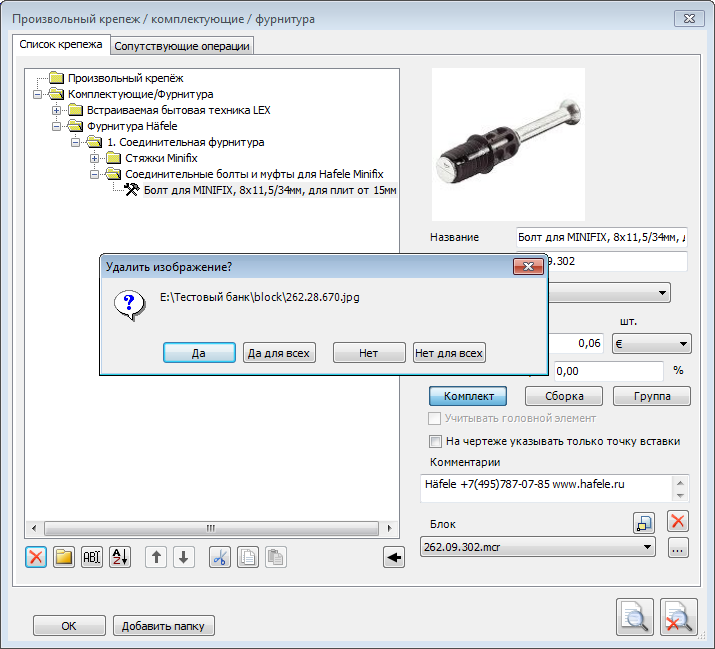 Произвольный крепеж / комплектующие / фурнитура
Список крепежа
Сопутствующие операции
Произвольный крепёж
Комплектующие/Фурнитура
Встраиваемая бытовая техника LEX
Фурнитура Häfele
1. Соединительная фурнитура
Стяжки Minifix
Соединительные болты и муфты для Hafele Minifix
Болт для MINIFIX, 8x11,5/34мм, для плит от 15мм
Название
Болт для MINIFIX, 8x11,5/34мм,
9.302
Удалить изображение?
E:\Тестовый банк\block\262.28.670.jpg
Да
Да для всех
Нет
Нет для всех
шт.
0,06
€
0,00
%
Комплект
Сборка
Группа
Учитывать головной элемент
На чертеже указывать только точку вставки
Комментарии
Häfele +7(495)787-07-85 www.hafele.ru
Блок
262.09.302.mcr
...
ABI
AZ
ОК
Добавить папку